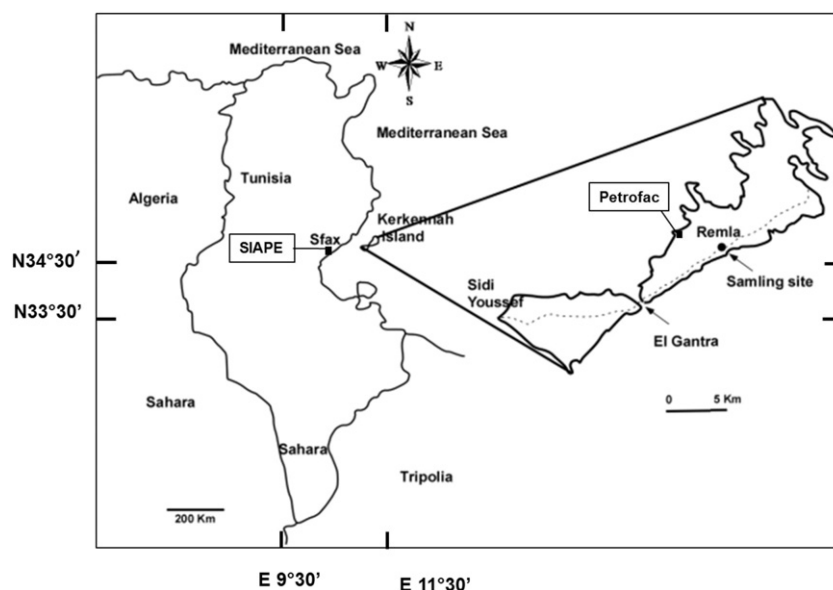 Mediterranean Sea
N
W E
S
Mediterranean Sea
Algeria
Tunisia
Petrofac
Kerkennah
island
SIAPE
Sfax
Remla
N34°30′
Samling site
Sidi
Youssef
N33°30′
El Gantra
0 5 Km
Sahara
Sahara
Tripolia
200 Km
E 9°30′
E 11°30′